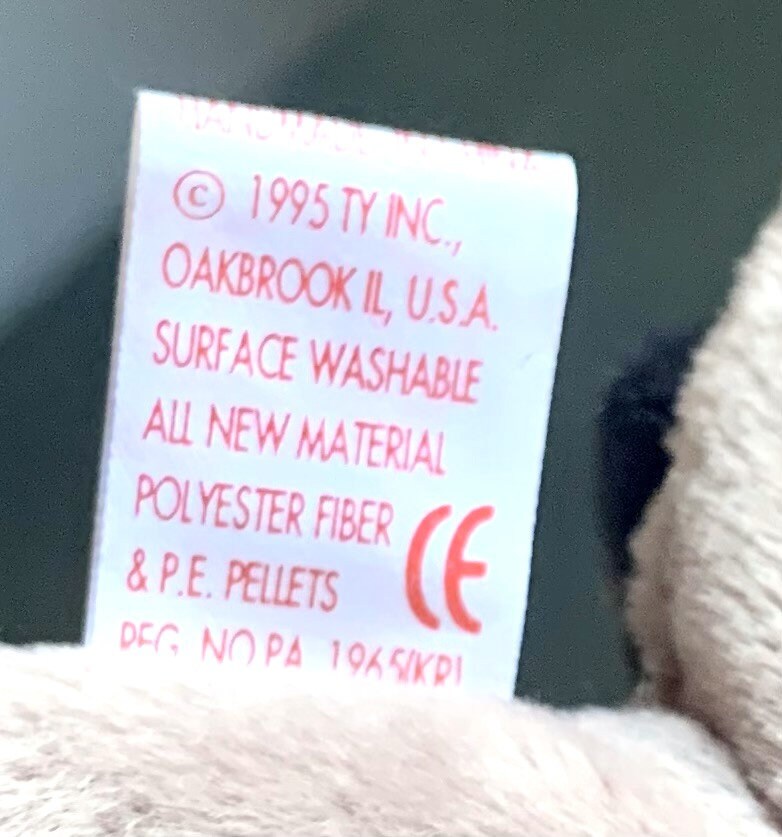 © 1995 TY INC.,
OAKBROOK IL, U.S.A.
SURFACE WASHABLE
ALL NEW MATERIAL
POLYESTER FIBER
& P.E. PELLETS CE
REG. NO PA. 1965(KR)